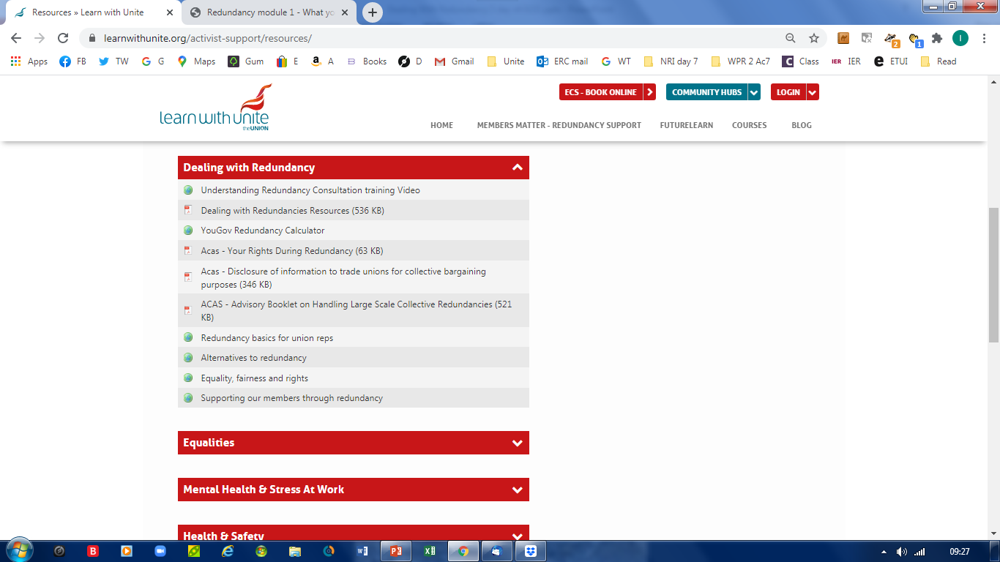 Resources » Learn with Unite
Redundancy module 1 - What yo
learnwithunite.org/activist-support/resources/
Apps FB TW G Maps Gum E A Books D Gmail Unite ERC mail WT NRI day 7 WPR 2 Ac7 Class IER IER ETUI Read
2 1 I
ECS - BOOK ONLINE COMMUNITY HUBS LOGIN
learn with unite
the UNION
HOME MEMBERS MATTER - REDUNDANCY SUPPORT FUTURELEARN COURSES BLOG
Dealing with Redundancy
Understanding Redundancy Consultation training Video
Dealing with Redundancies Resources (536 KB)
YouGov Redundancy Calculator
Acas - Your Rights During Redundancy (63 KB)
Acas - Disclosure of information to trade unions for collective bargaining
purposes (346 KB)
ACAS - Advisory Booklet on Handling Large Scale Collective Redundancies (521
KB)
Redundancy basics for union reps
Alternatives to redundancy
Equality, fairness and rights
Supporting our members through redundancy
Equalities
Mental Health & Stress At Work
Health & Safety
09:27